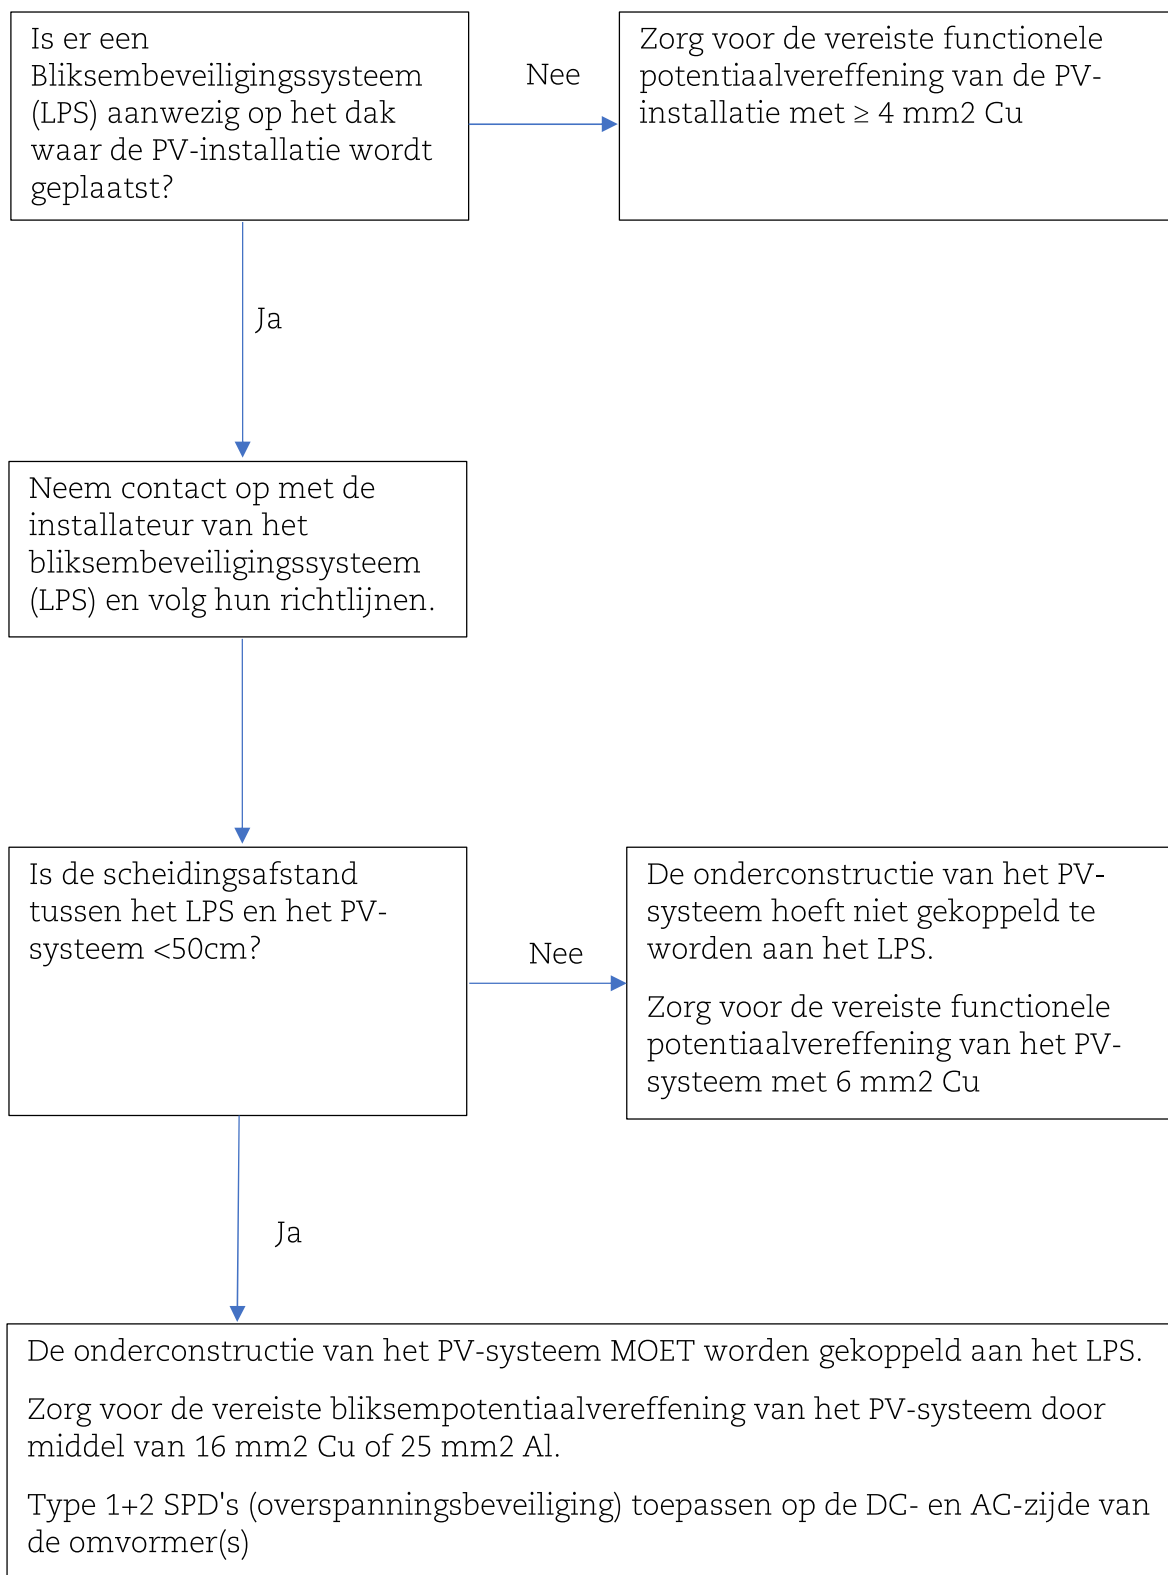 Is er een
Bliksembeveiligingssysteem
(LPS) aanwezig op het dak
waar de PV-installatie wordt
geplaatst?
Nee
Zorg voor de vereiste functionele
potentiaalvereffening van de PV-
installatie met ≥ 4 mm2 Cu
Ja
Neem contact op met de
installateur van het
bliksembeveiligingssysteem
(LPS) en volg hun richtlijnen.
Is de scheidingsafstand
tussen het LPS en het PV-
systeem <50cm?
Nee
De onderconstructie van het PV-
systeem hoeft niet gekoppeld te
worden aan het LPS.
Zorg voor de vereiste functionele
potentiaalvereffening van het PV-
systeem met 6 mm2 Cu
Ja
De onderconstructie van het PV-systeem MOET worden gekoppeld aan het LPS.
Zorg voor de vereiste bliksempotentiaalvereffening van het PV-systeem door
middel van 16 mm2 Cu of 25 mm2 Al.
Type 1+2 SPD's (overspanningsbeveiliging) toepassen op de DC- en AC-zijde van
de omvormer(s)